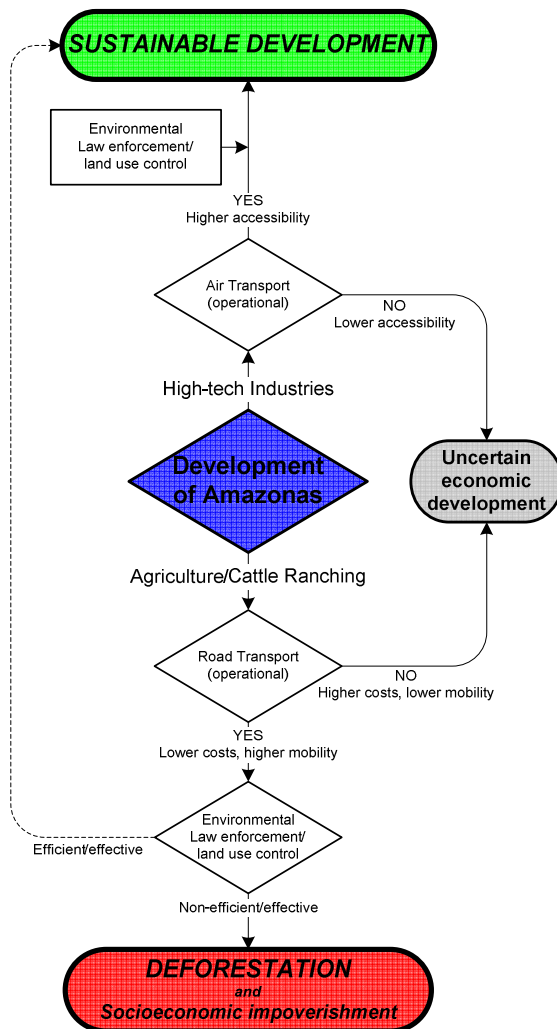 SUSTAINABLE DEVELOPMENT
Environmental
Law enforcement/
land use control
YES
Higher accessibility
Air Transport
(operational)
NO
Lower accessibility
High-tech Industries
Development
of Amazonas
Uncertain
economic
development
Agriculture/Cattle Ranching
Road Transport
(operational)
NO
Higher costs, lower mobility
YES
Lower costs, higher mobility
Environmental
Law enforcement/
land use control
Efficient/effective
Non-efficient/effective
DEFORESTATION
and
Socioeconomic impoverishment